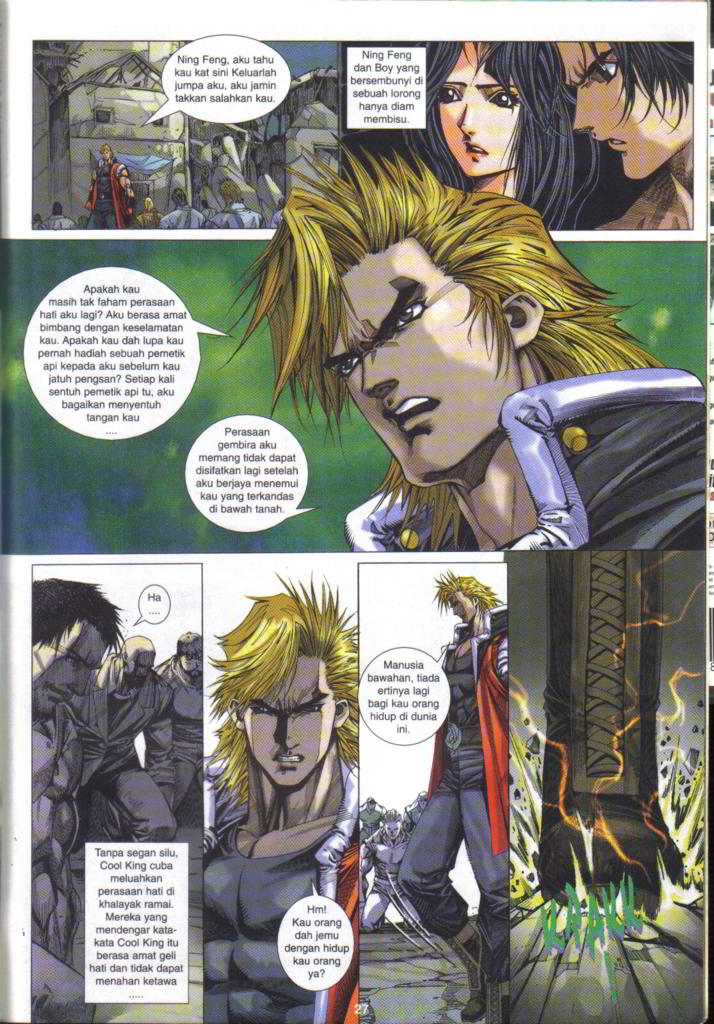 Ning Feng, aku tahu
kau kat sini Keluarlah
jumpa aku, aku jamin
takkan salahkan kau.
Ning Feng
dan Boy yang
bersembunyi di
sebuah lorong
hanya diam
membisu.
Apakah kau
masih tak faham perasaan
hati aku lagi? Aku berasa amat
bimbang dengan keselamatan
kau. Apakah kau dah lupa kau
pernah hadiah sebuah pemetik
api kepada aku sebelum kau
jatuh pengsan? Setiap kali
sentuh pemetik api tu, aku
bagaikan menyentuh
tangan kau
....
Perasaan
gembira aku
memang tidak dapat
disifatkan lagi setelah
aku berjaya menemui
kau yang terkandas
di bawah tanah.
Ha
....
Tanpa segan silu,
Cool King cuba
meluahkan
perasaan hati di
khalayak ramai.
Mereka yang
mendengar kata-
kata Cool King itu
berasa amat geli
hati dan tidak dapat
menahan ketawa
.....
Hm!
Kau orang
dah jemu
dengan hidup
kau orang
ya?
Manusia
bawahan, tiada
ertinya lagi
bagi kau orang
hidup di dunia
ini.
27